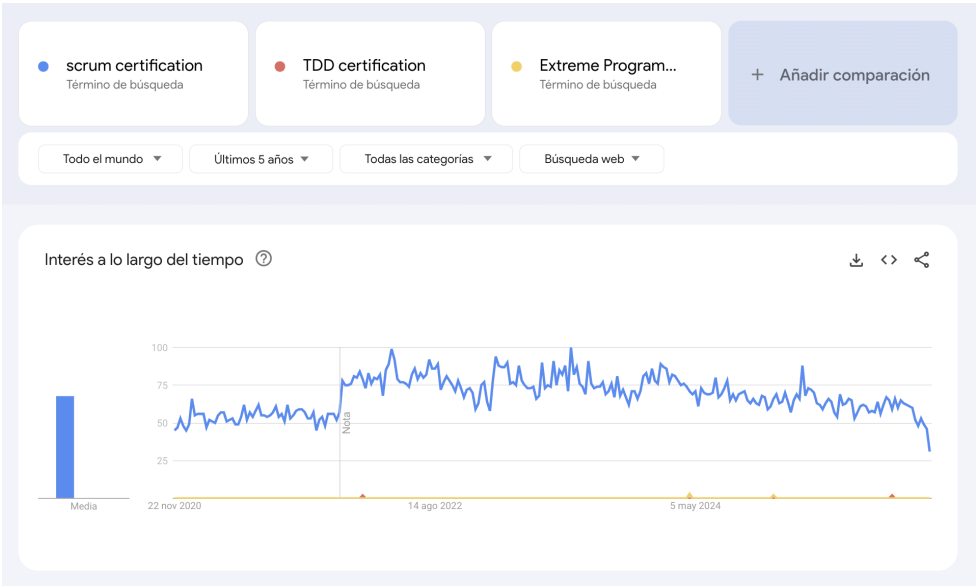 scrum certification
Término de búsqueda
TDD certification
Término de búsqueda
Extreme Program...
Término de búsqueda
+ Añadir comparación
Todo el mundo
Últimos 5 años
Todas las categorías
Búsqueda web
Interés a lo largo del tiempo
100
75
50
25
Nota
Media
22 nov 2020
14 ago 2022
5 may 2024